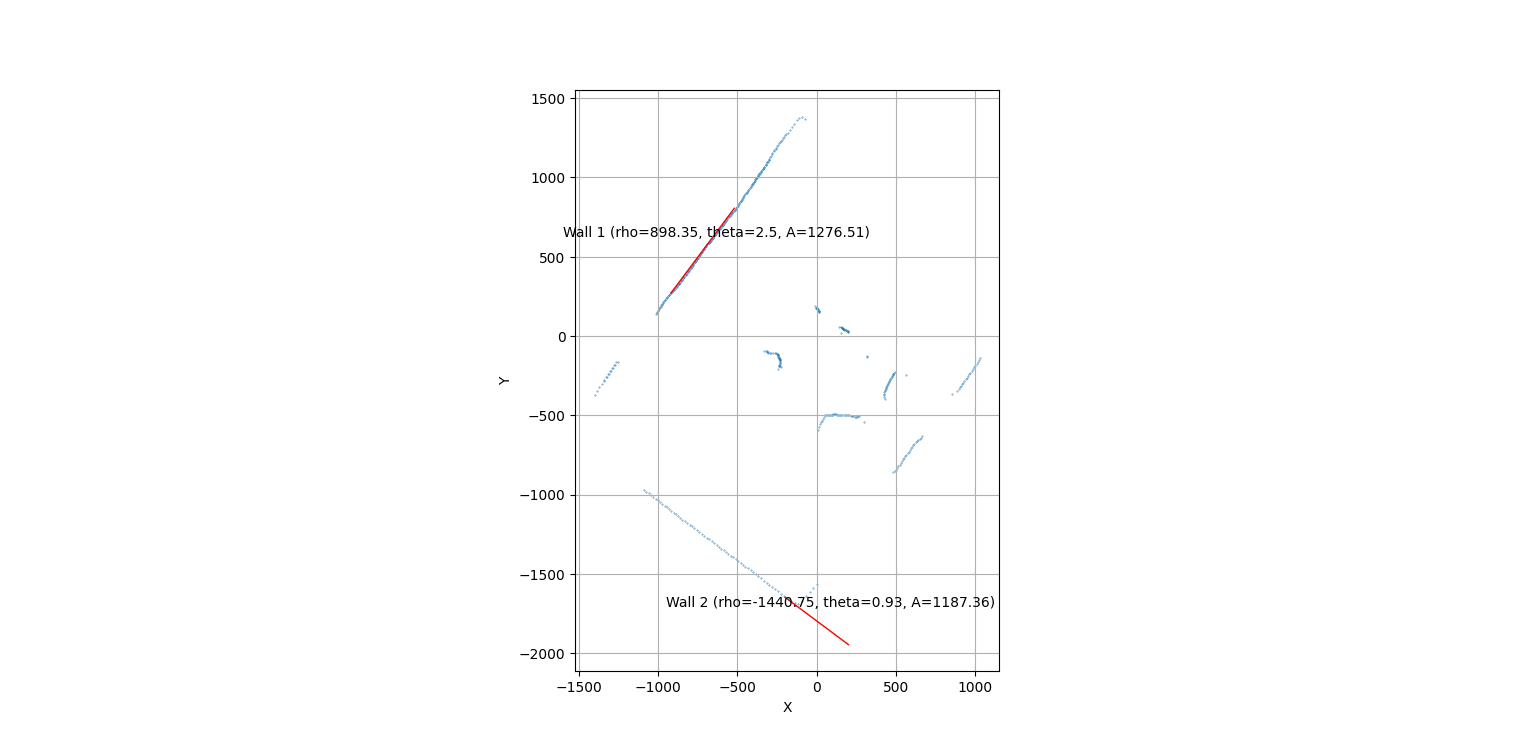 1500
1000
Wall 1 (rho=898.35, theta=2.5, A=1276.51)
500
0
Y
−500
−1000
−1500
Wall 2 (rho=-1440.75, theta=0.93, A=1187.36)
−2000
−1500 −1000 −500 0 500 1000
X